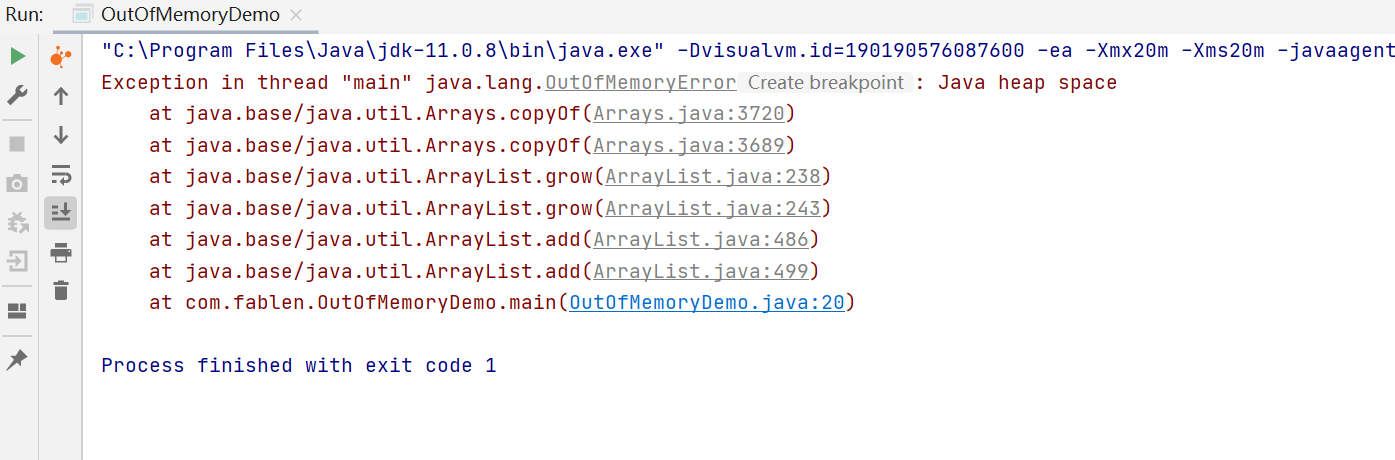 Run: OutOfMemoryDemo
"C:\Program Files\Java\jdk-11.0.8\bin\java.exe" -Dvisualvm.id=190190576087600 -ea -Xmx20m -Xms20m -javaagent
Exception in thread "main" java.lang.OutOfMemoryError Create breakpoint : Java heap space
at java.base/java.util.Arrays.copyOf(Arrays.java:3720)
at java.base/java.util.Arrays.copyOf(Arrays.java:3689)
at java.base/java.util.ArrayList.grow(ArrayList.java:238)
at java.base/java.util.ArrayList.grow(ArrayList.java:243)
at java.base/java.util.ArrayList.add(ArrayList.java:486)
at java.base/java.util.ArrayList.add(ArrayList.java:499)
at com.fablen.OutOfMemoryDemo.main(OutOfMemoryDemo.java:20)
Process finished with exit code 1